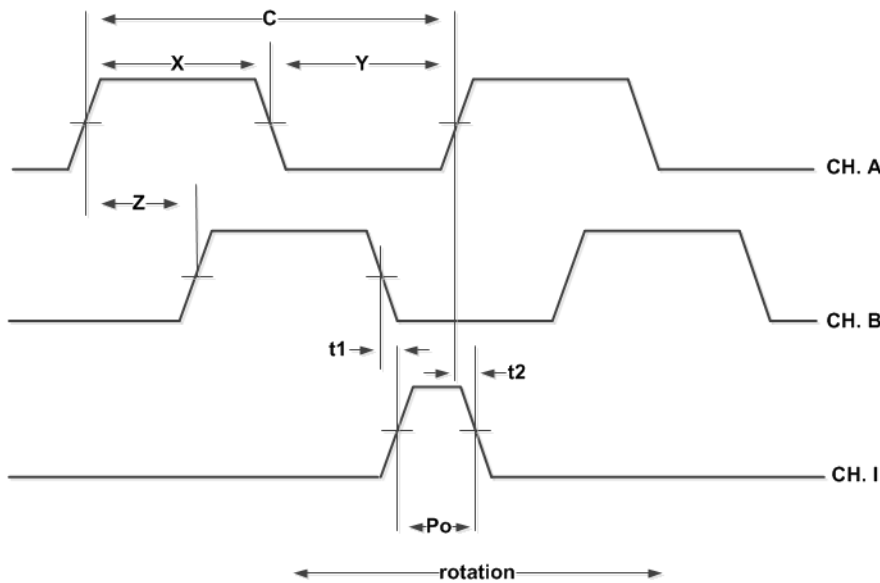 C
X
Y
CH. A
Z
CH. B
t1
t2
CH. I
Po
rotation